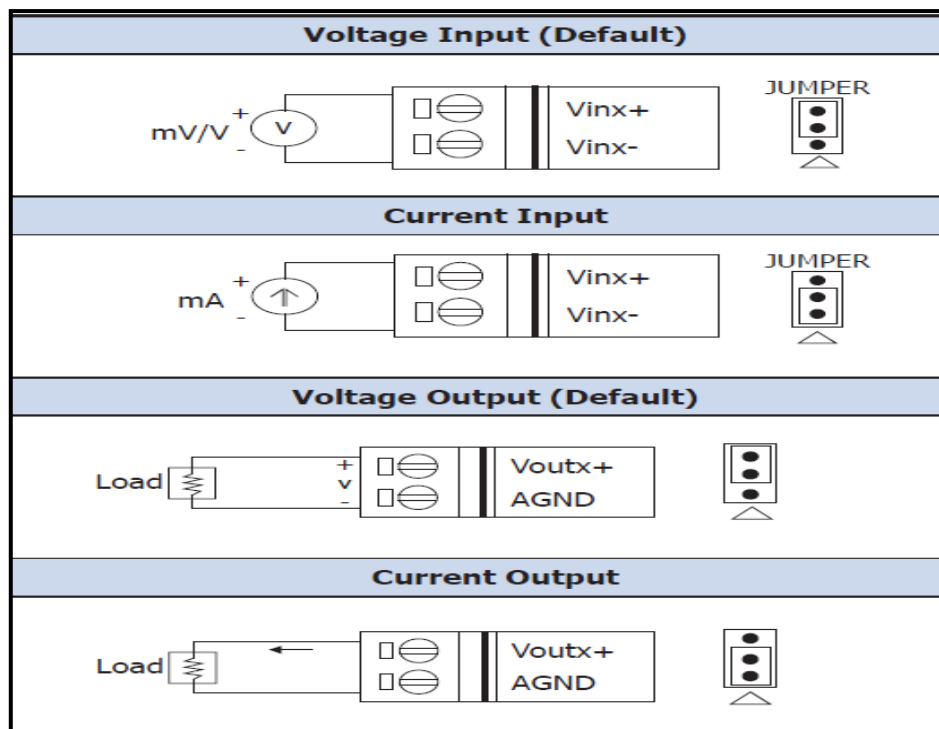 Voltage Input (Default)
JUMPER
+
mV/V
V
-
Vinx+
Vinx-
Current Input
JUMPER
+
mA
-
Vinx+
Vinx-
Voltage Output (Default)
Load
+
v
-
Voutx+
AGND
Current Output
Load
Voutx+
AGND